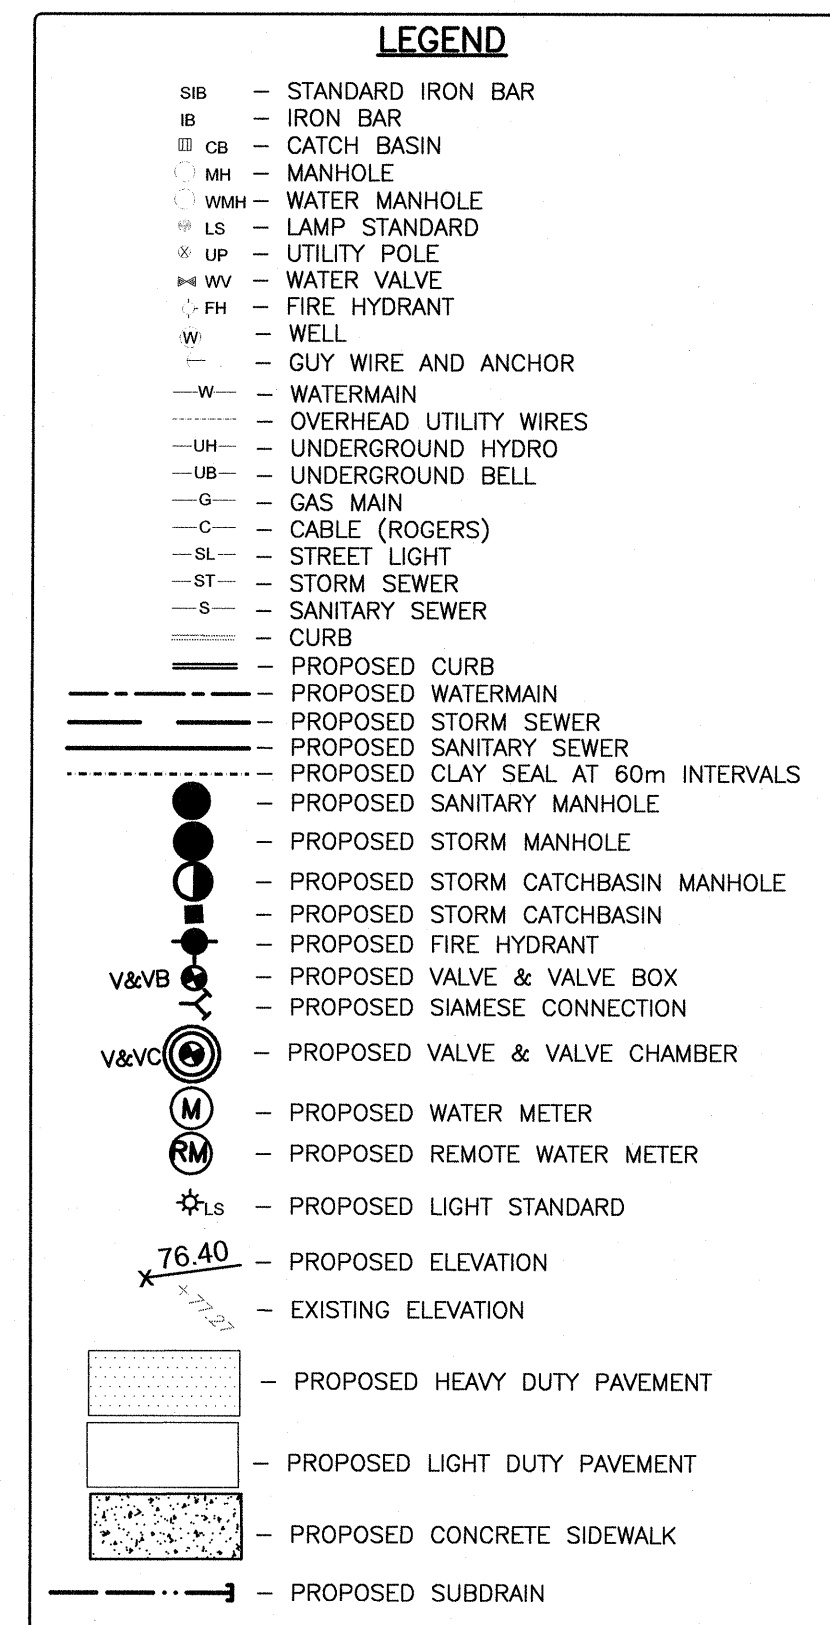 LEGEND
SIB – STANDARD IRON BAR
IB – IRON BAR
CB – CATCH BASIN
MH – MANHOLE
WMH – WATER MANHOLE
LS – LAMP STANDARD
X UP – UTILITY POLE
WV – WATER VALVE
FH – FIRE HYDRANT
W – WELL
– GUY WIRE AND ANCHOR
W – WATERMAIN
– OVERHEAD UTILITY WIRES
UH – UNDERGROUND HYDRO
UB – UNDERGROUND BELL
G – GAS MAIN
C – CABLE (ROGERS)
SL – STREET LIGHT
ST – STORM SEWER
S – SANITARY SEWER
– CURB
– PROPOSED CURB
– PROPOSED WATERMAIN
– PROPOSED STORM SEWER
– PROPOSED SANITARY SEWER
– PROPOSED CLAY SEAL AT 60m INTERVALS
– PROPOSED SANITARY MANHOLE
– PROPOSED STORM MANHOLE
– PROPOSED STORM CATCHBASIN MANHOLE
– PROPOSED STORM CATCHBASIN
– PROPOSED FIRE HYDRANT
V&VB – PROPOSED VALVE & VALVE BOX
– PROPOSED SIAMESE CONNECTION
V&VC – PROPOSED VALVE & VALVE CHAMBER
M – PROPOSED WATER METER
RM – PROPOSED REMOTE WATER METER
LS – PROPOSED LIGHT STANDARD
x 76.40 – PROPOSED ELEVATION
x 77.27 – EXISTING ELEVATION
– PROPOSED HEAVY DUTY PAVEMENT
– PROPOSED LIGHT DUTY PAVEMENT
– PROPOSED CONCRETE SIDEWALK
– PROPOSED SUBDRAIN